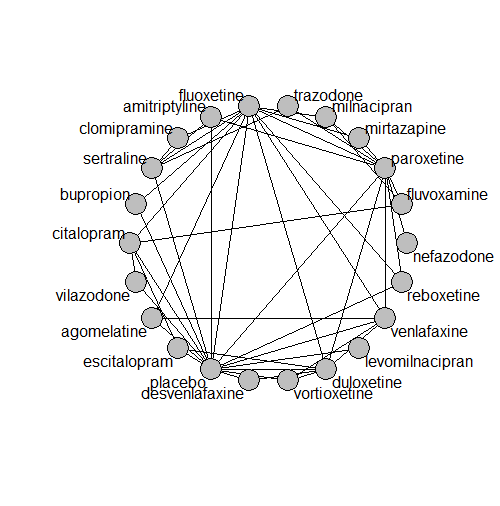 fluoxetine
trazodone
amitriptyline
milnacipran
clomipramine
mirtazapine
sertraline
paroxetine
bupropion
fluvoxamine
citalopram
nefazodone
vilazodone
reboxetine
agomelatine
venlafaxine
escitalopram
levomilnacipran
placebo
duloxetine
desvenlafaxine
vortioxetine